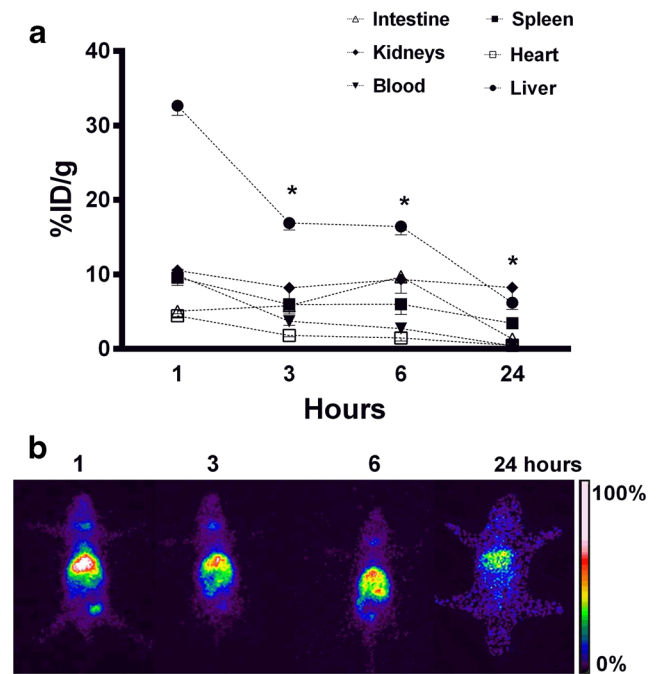 a
Intestine Spleen
Kidneys Heart
Blood Liver
40
30
20
10
0
%ID/g
* * *
1 3 6 24
Hours
b
1 3 6 24 hours
100%
0%